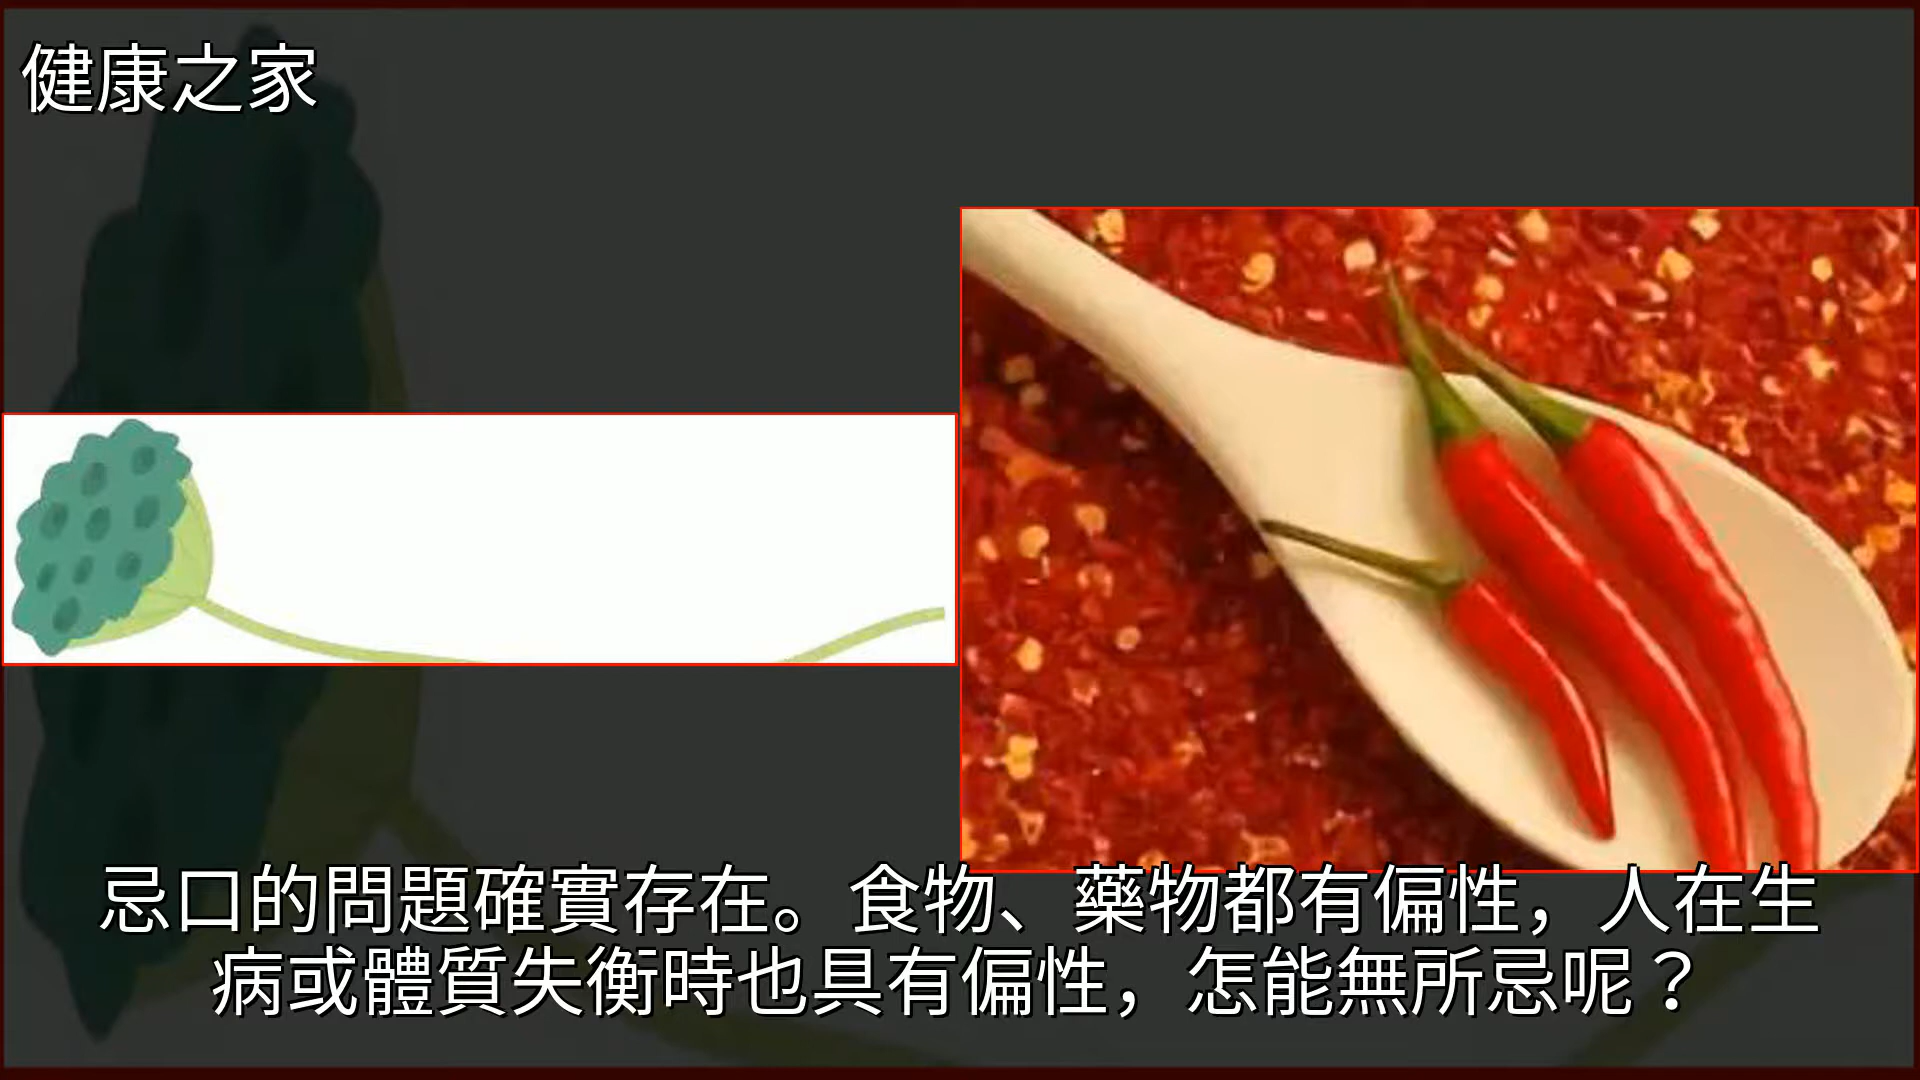 健康之家
忌口的問題確實存在。食物、藥物都有偏性，人在生
病或體質失衡時也具有偏性，怎能無所忌呢？